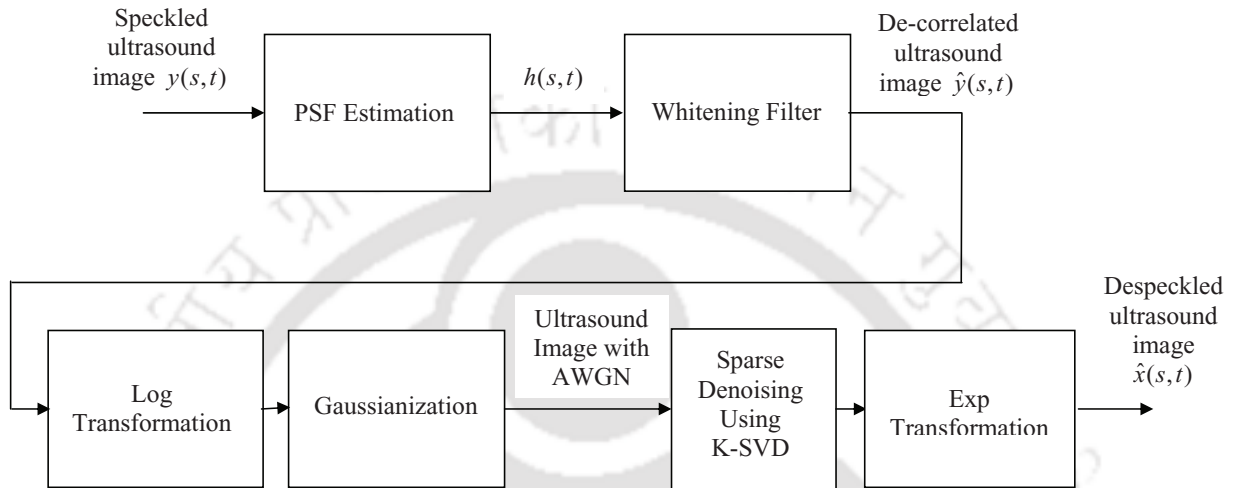 Speckled
ultrasound
image y(s,t)
PSF Estimation
h(s,t)
Whitening Filter
De-correlated
ultrasound
image ŷ(s,t)
Log
Transformation
Gaussianization
Ultrasound
Image with
AWGN
Sparse
Denoising
Using
K-SVD
Exp
Transformation
Despeckled
ultrasound
image
x̂(s,t)